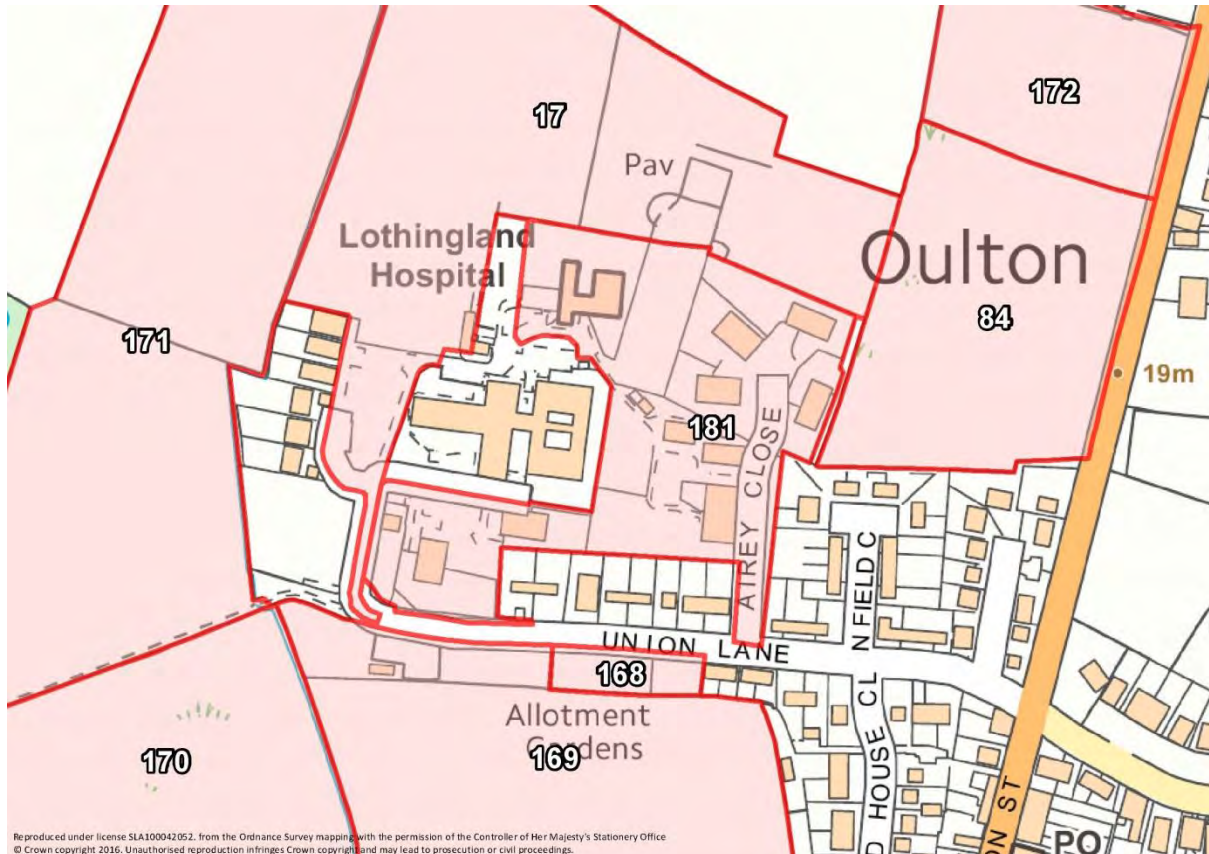 172
17
Pav
Lothingland
Hospital
Oulton
84
171
19m
181
AIREY CLOSE
NFIELD C
UNION LANE
168
Allotment
Gardens
169
170
D HOUSE CL
ON ST
PO
Reproduced under license SLA100042052. from the Ordnance Survey mapping with the permission of the Controller of Her Majesty's Stationery Office
© Crown copyright 2016. Unauthorised reproduction infringes Crown copyright and may lead to prosecution or civil proceedings.